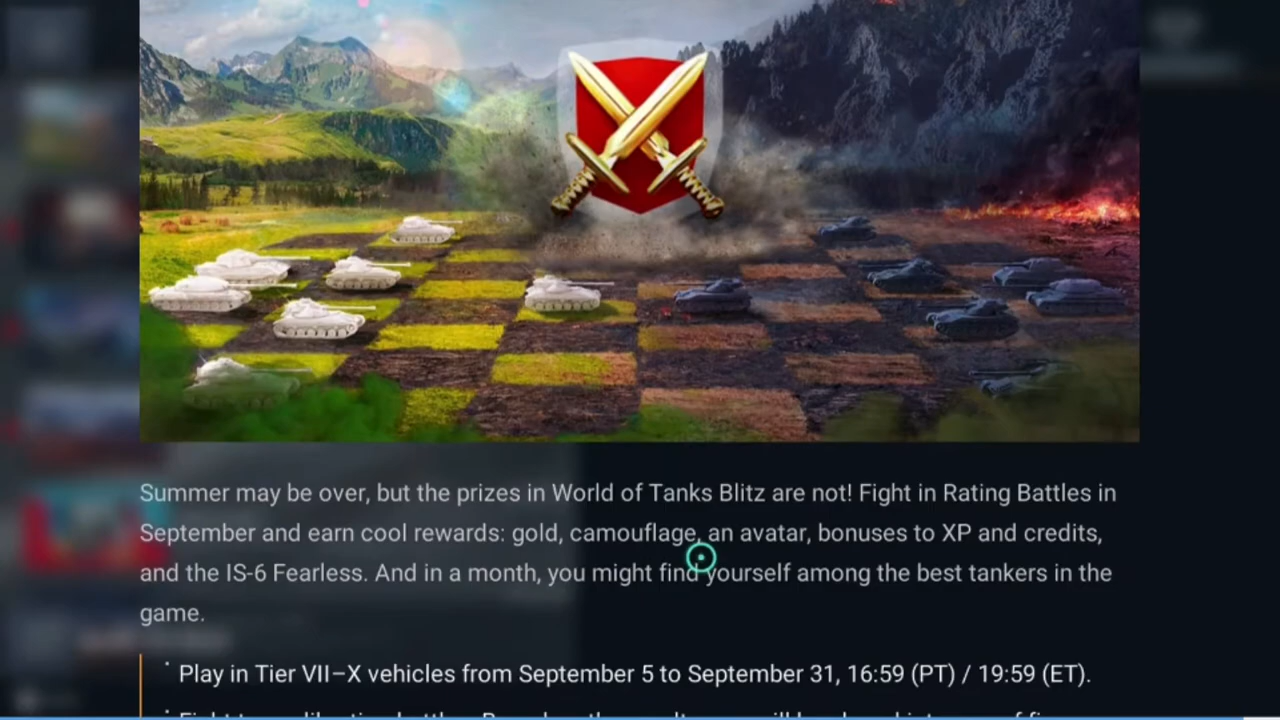 Summer may be over, but the prizes in World of Tanks Blitz are not! Fight in Rating Battles in
September and earn cool rewards: gold, camouflage, an avatar, bonuses to XP and credits,
and the IS-6 Fearless. And in a month, you might find yourself among the best tankers in the
game.
Play in Tier VII–X vehicles from September 5 to September 31, 16:59 (PT) / 19:59 (ET).